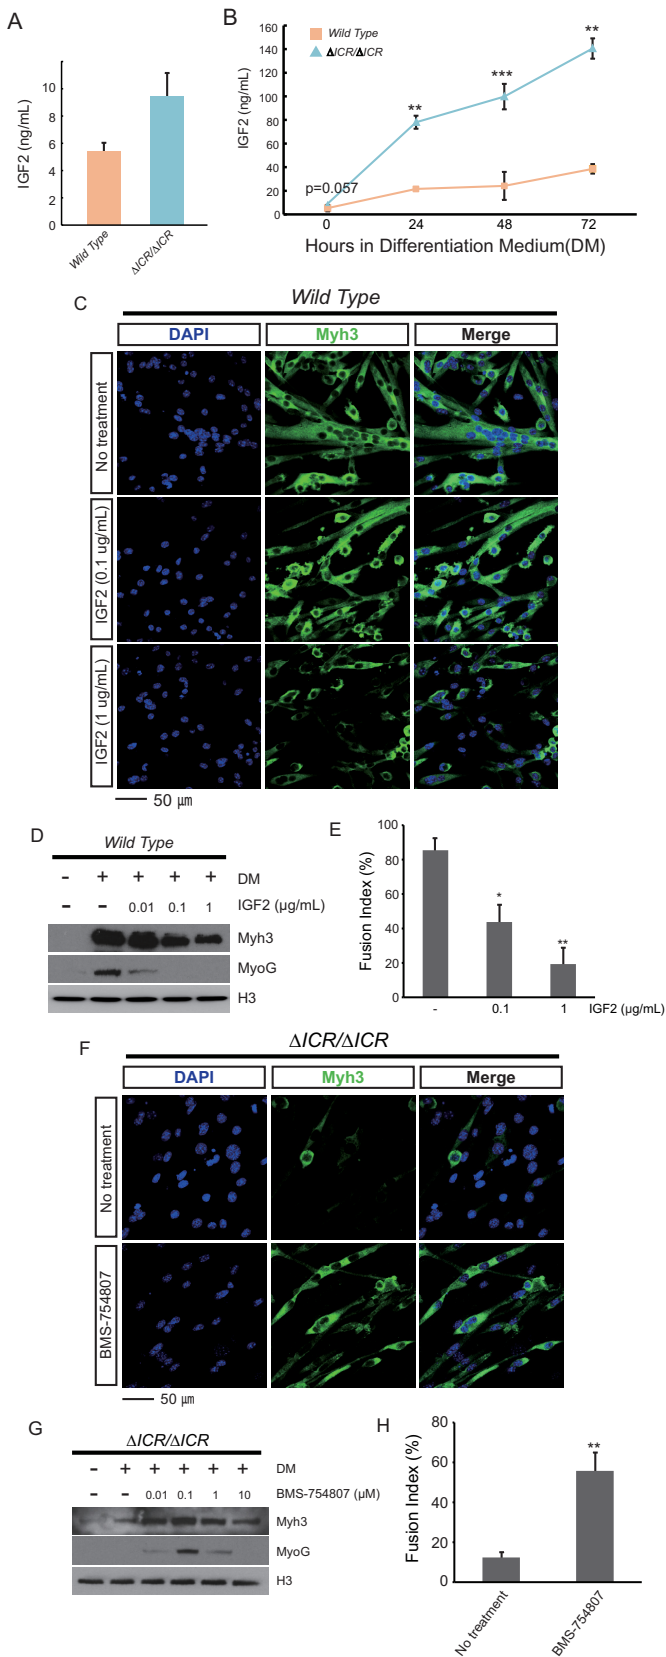 A
IGF2 (ng/mL)
12
10
8
6
4
2
0
Wild Type
ΔICR/ΔICR
B
IGF2 (ng/mL)
160
140
120
100
80
60
40
20
0
Wild Type
ΔICR/ΔICR
p=0.057
**
***
**
0
24
48
72
Hours in Differentiation Medium(DM)
C
Wild Type
DAPI
Myh3
Merge
No treatment
IGF2 (0.1 ug/mL)
IGF2 (1 ug/mL)
50 μm
D
Wild Type
- + + + + DM
- - 0.01 0.1 1 IGF2 (μg/mL)
Myh3
MyoG
H3
E
Fusion Index (%)
100
80
60
40
20
0
*
**
- 0.1 1 IGF2 (μg/mL)
F
ΔICR/ΔICR
DAPI
Myh3
Merge
No treatment
BMS-754807
50 μm
G
ΔICR/ΔICR
- + + + + + DM
- - 0.01 0.1 1 10 BMS-754807 (μM)
Myh3
MyoG
H3
H
Fusion Index (%)
80
60
40
20
0
**
No treatment
BMS-754807